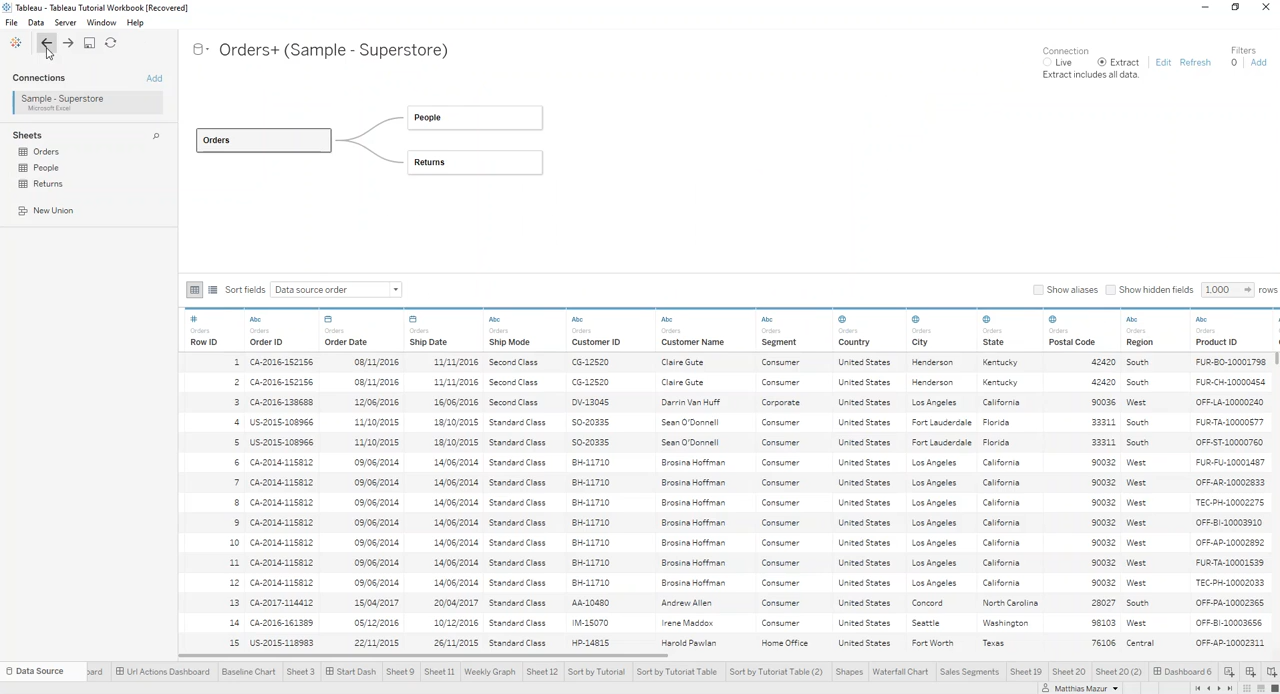 Tableau - Tableau Tutorial Workbook [Recovered]
File Data Server Window Help
Orders+ (Sample - Superstore)
Connection
Live Extract Edit Refresh
Extract includes all data.
Filters
0 Add
Connections Add
Sample - Superstore
Microsoft Excel
Sheets
Orders
People
Returns
New Union
Orders
People
Returns
Sort fields Data source order Show aliases Show hidden fields 1,000 rows
# Abc Abc Abc Abc Abc Abc Abc
Orders Orders Orders Orders Orders Orders Orders Orders Orders Orders Orders Orders Orders Orders
Row ID Order ID Order Date Ship Date Ship Mode Customer ID Customer Name Segment Country City State Postal Code Region Product ID
1 CA-2016-152156 08/11/2016 11/11/2016 Second Class CG-12520 Claire Gute Consumer United States Henderson Kentucky 42420 South FUR-BO-10001798
2 CA-2016-152156 08/11/2016 11/11/2016 Second Class CG-12520 Claire Gute Consumer United States Henderson Kentucky 42420 South FUR-CH-10000454
3 CA-2016-138688 12/06/2016 16/06/2016 Second Class DV-13045 Darrin Van Huff Corporate United States Los Angeles California 90036 West OFF-LA-10000240
4 US-2015-108966 11/10/2015 18/10/2015 Standard Class SO-20335 Sean O'Donnell Consumer United States Fort Lauderdale Florida 33311 South FUR-TA-10000577
5 US-2015-108966 11/10/2015 18/10/2015 Standard Class SO-20335 Sean O'Donnell Consumer United States Fort Lauderdale Florida 33311 South OFF-ST-10000760
6 CA-2014-115812 09/06/2014 14/06/2014 Standard Class BH-11710 Brosina Hoffman Consumer United States Los Angeles California 90032 West FUR-FU-10001487
7 CA-2014-115812 09/06/2014 14/06/2014 Standard Class BH-11710 Brosina Hoffman Consumer United States Los Angeles California 90032 West OFF-AR-10002833
8 CA-2014-115812 09/06/2014 14/06/2014 Standard Class BH-11710 Brosina Hoffman Consumer United States Los Angeles California 90032 West TEC-PH-10002275
9 CA-2014-115812 09/06/2014 14/06/2014 Standard Class BH-11710 Brosina Hoffman Consumer United States Los Angeles California 90032 West OFF-BI-10003910
10 CA-2014-115812 09/06/2014 14/06/2014 Standard Class BH-11710 Brosina Hoffman Consumer United States Los Angeles California 90032 West OFF-AP-10002892
11 CA-2014-115812 09/06/2014 14/06/2014 Standard Class BH-11710 Brosina Hoffman Consumer United States Los Angeles California 90032 West FUR-TA-10001539
12 CA-2014-115812 09/06/2014 14/06/2014 Standard Class BH-11710 Brosina Hoffman Consumer United States Los Angeles California 90032 West TEC-PH-10002033
13 CA-2017-114412 15/04/2017 20/04/2017 Standard Class AA-10480 Andrew Allen Consumer United States Concord North Carolina 28027 South OFF-PA-10002365
14 CA-2016-161389 05/12/2016 10/12/2016 Standard Class IM-15070 Irene Maddox Consumer United States Seattle Washington 98103 West OFF-BI-10003656
15 US-2015-118983 22/11/2015 26/11/2015 Standard Class HP-14815 Harold Pawlan Home Office United States Fort Worth Texas 76106 Central OFF-AP-10002311
Data Source oard Url Actions Dashboard Baseline Chart Sheet 3 Start Dash Sheet 9 Sheet 11 Weekly Graph Sheet 12 Sort by Tutorial Sort by Tutorial Table Sort by Tutoriat Table (2) Shapes Waterfall Chart Sales Segments Sheet 19 Sheet 20 Sheet 20 (2) Dashboard 6
Matthias Mazur